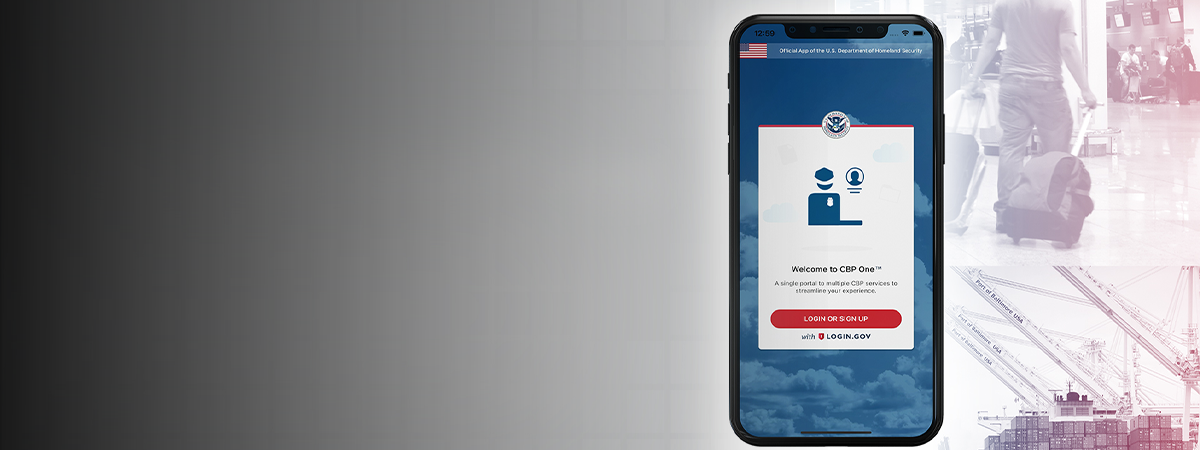 12:69
Official App of the U.S. Department of Homeland Security
Welcome to CBP One™
A single portal to multiple CBP services to
streamline your experience.
LOGIN OR SIGN UP
with LOGIN.GOV
Port of Baltimore USA
Port of Baltimore USA
Port of Baltimore USA